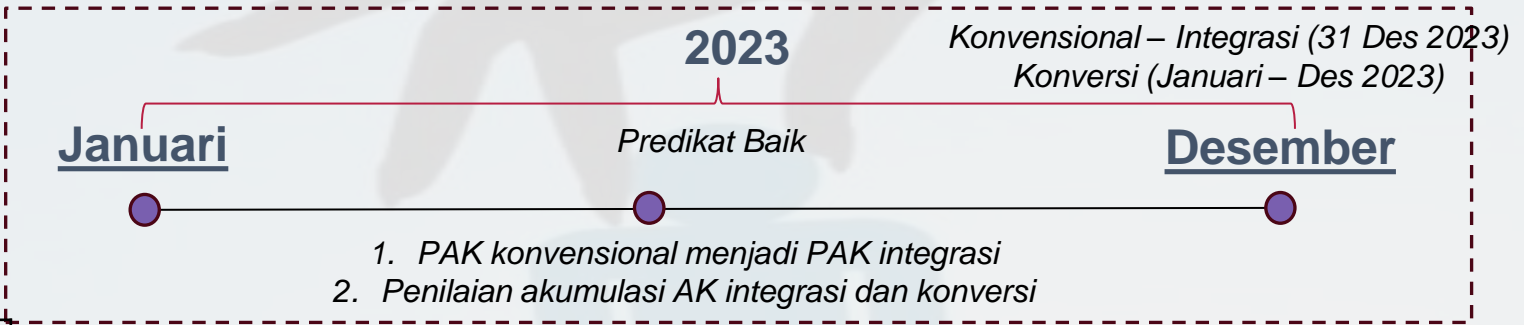 2023
Konvensional – Integrasi (31 Des 2023)
Konversi (Januari – Des 2023)
Januari
Predikat Baik
Desember
1. PAK konvensional menjadi PAK integrasi
2. Penilaian akumulasi AK integrasi dan konversi